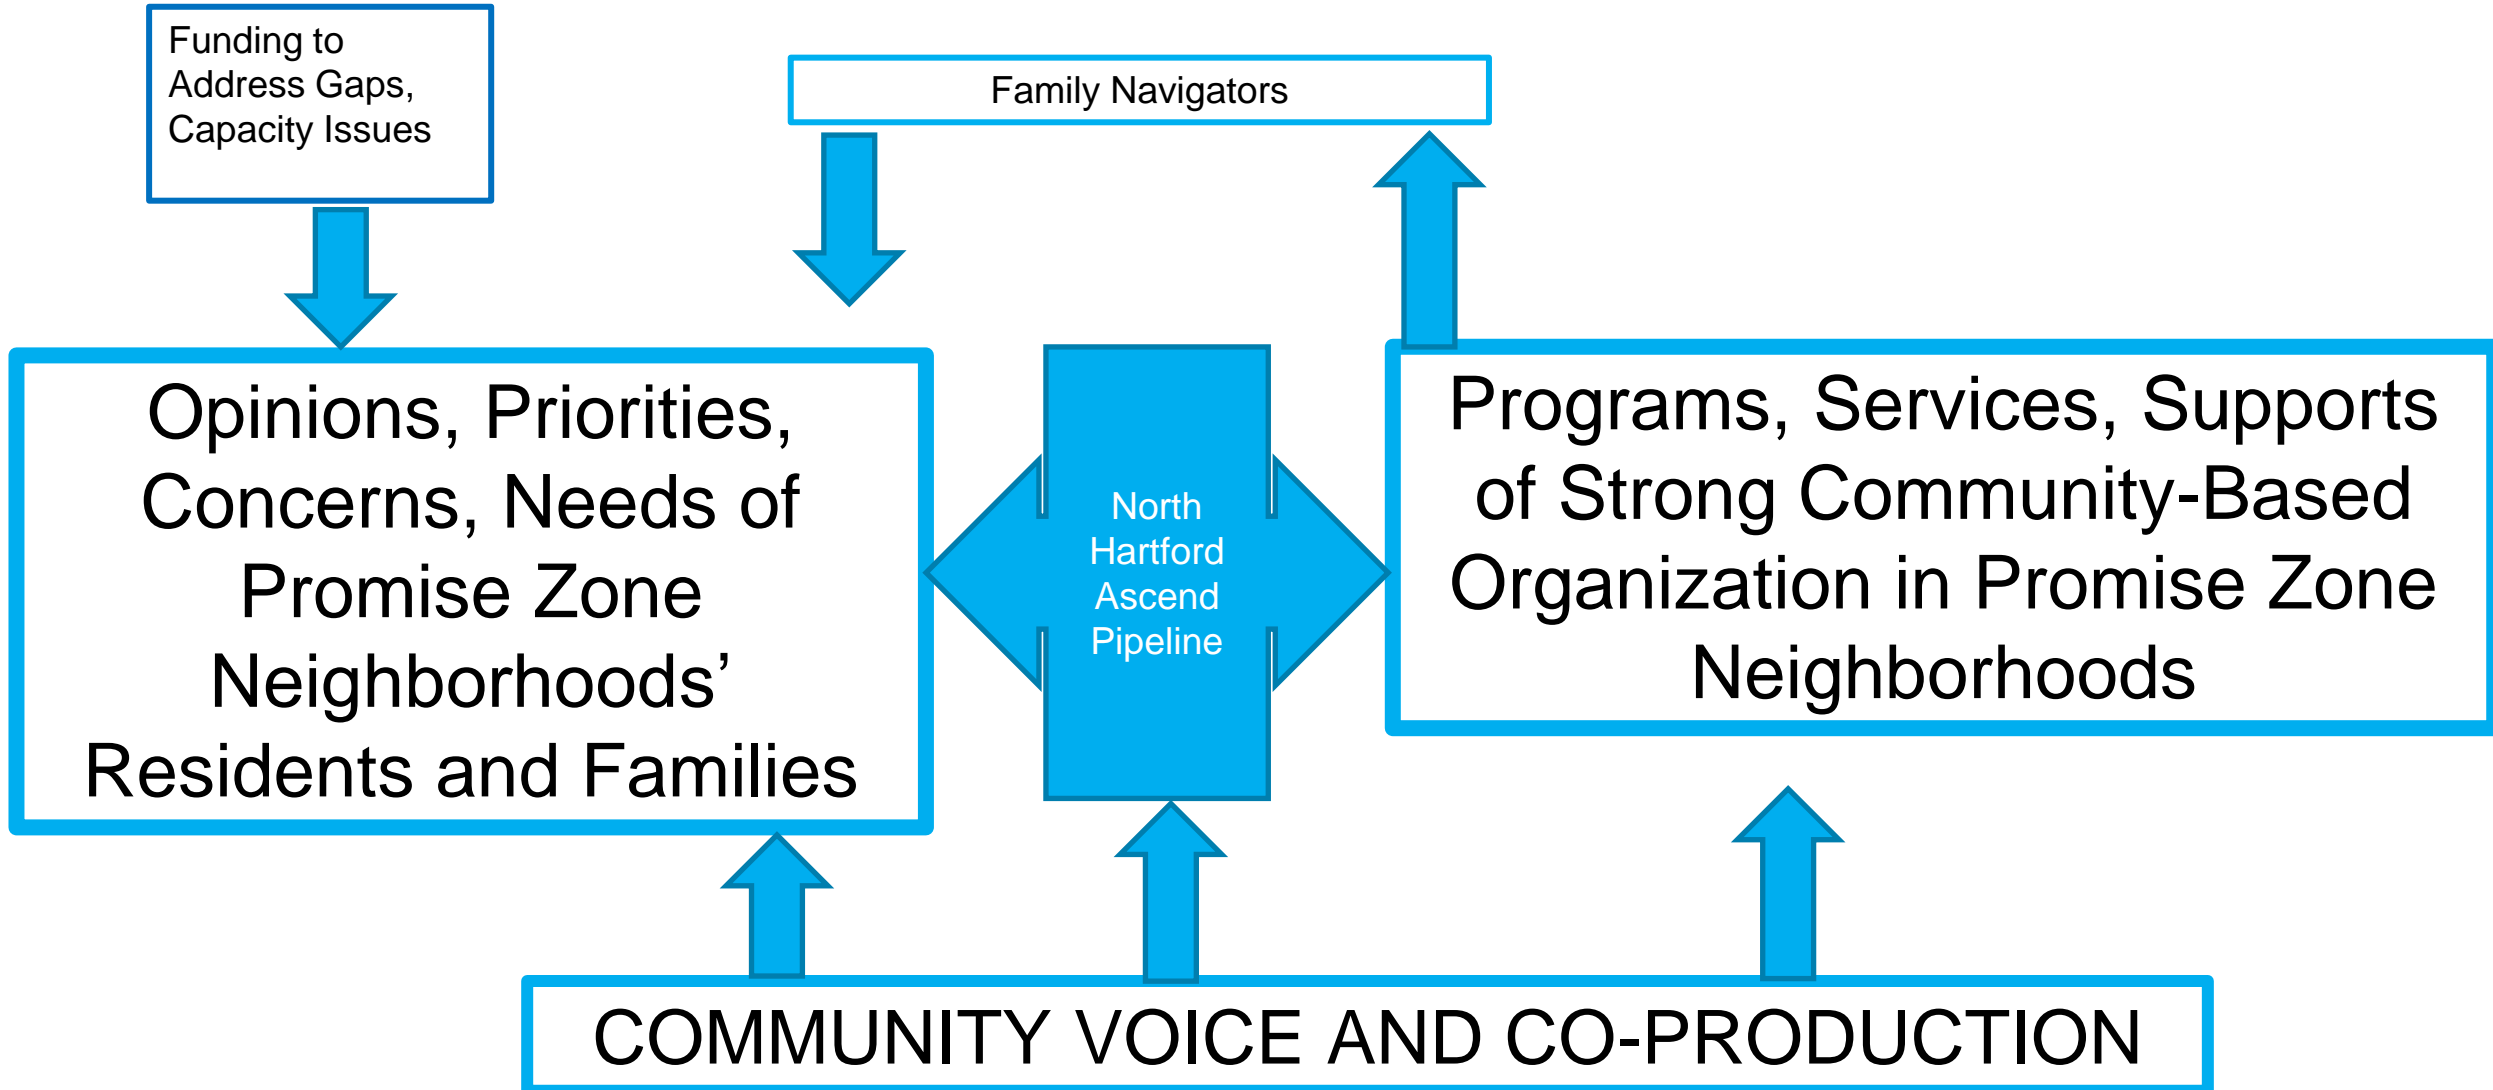 Funding to
Address Gaps,
Capacity Issues
Family Navigators
Opinions, Priorities,
Concerns, Needs of
Promise Zone
Neighborhoods’
Residents and Families
North
Hartford
Ascend
Pipeline
Programs, Services, Supports
of Strong Community-Based
Organization in Promise Zone
Neighborhoods
COMMUNITY VOICE AND CO-PRODUCTION